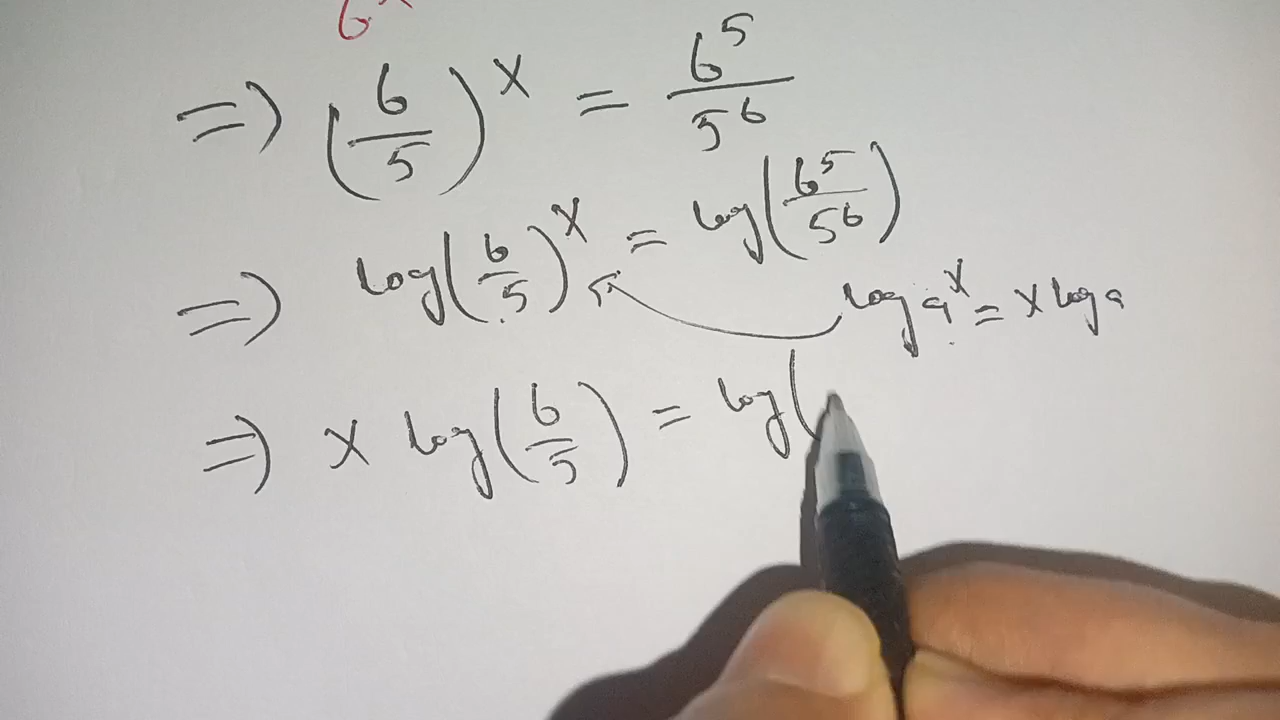 6ˣ
=> (6/5)^x = 6^5/5^6
=> log(6/5)^x = log(6^5/5^6)
log a^x = x log a
=> x log(6/5) = log(